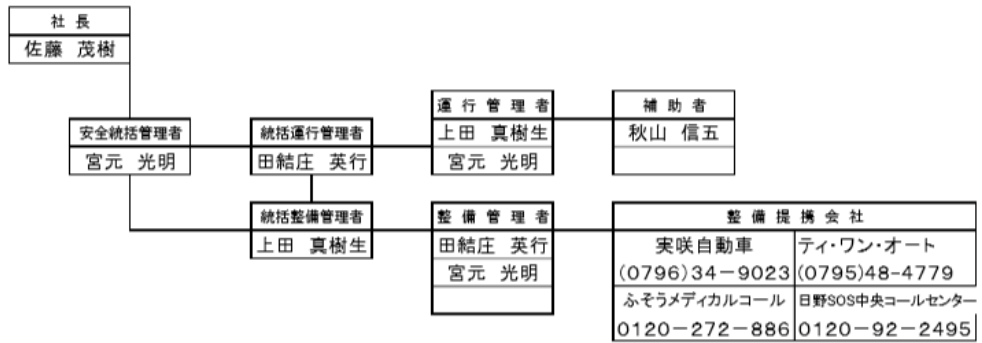 社長
佐藤 茂樹
安全統括管理者
宮元 光明
統括運行管理者
田結庄 英行
運行管理者
上田 真樹生
宮元 光明
補助者
秋山 信五
統括整備管理者
上田 真樹生
整備管理者
田結庄 英行
宮元 光明
整備提携会社
実咲自動車
(0796)34-9023
ティ・ワン・オート
(0795)48-4779
ふそうメディカルコール
0120-272-886
日野SOS中央コールセンター
0120-92-2495